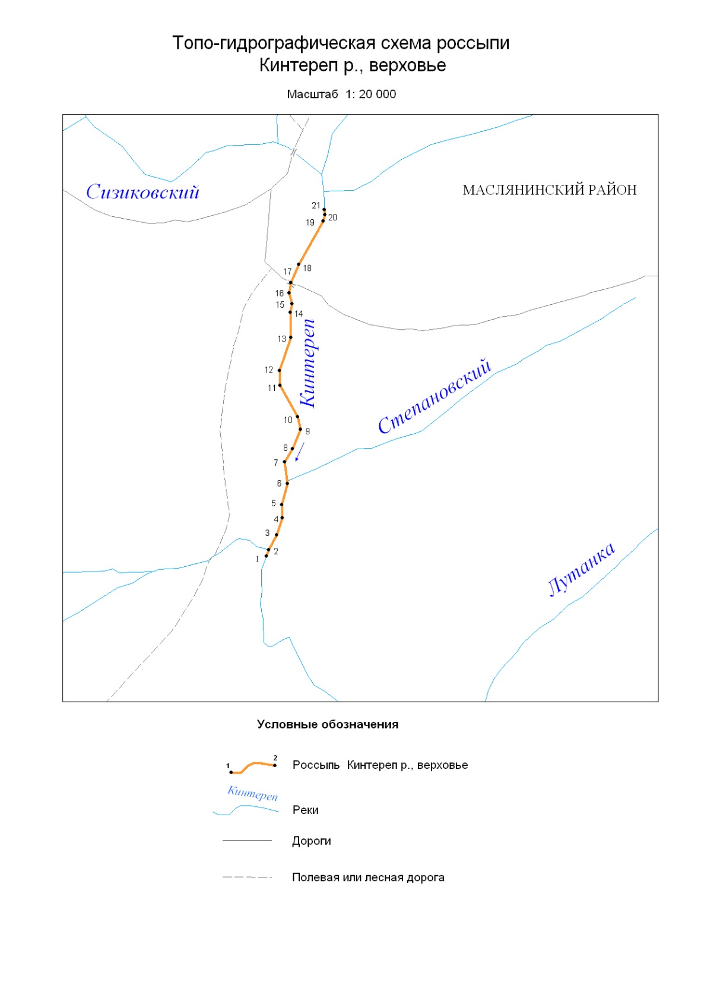 Топо-гидрографическая схема россыпи
Кинтереп р., верховье
Масштаб 1: 20 000
Сизиковский
МАСЛЯНИНСКИЙ РАЙОН
21
20
19
18
17
16
15
14
Кинтереп
13
12
11
Степановский
10
9
8
7
6
5
4
3
2
1
Лутанка
Условные обозначения
1
2
Россыпь Кинтереп р., верховье
Кинтереп
Реки
Дороги
Полевая или лесная дорога